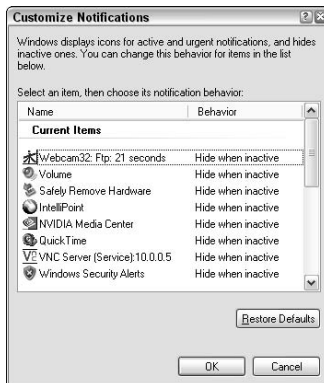 Customize Notifications
Windows displays icons for active and urgent notifications, and hides
inactive ones. You can change this behavior for items in the list
below.
Select an item, then choose its notification behavior:
Name Behavior
Current Items
Webcam32: Ftp: 21 seconds Hide when inactive
Volume Hide when inactive
Safely Remove Hardware Hide when inactive
IntelliPoint Hide when inactive
NVIDIA Media Center Hide when inactive
QuickTime Hide when inactive
VNC Server (Service):10.0.0.5 Hide when inactive
Windows Security Alerts Hide when inactive
Restore Defaults
OK Cancel